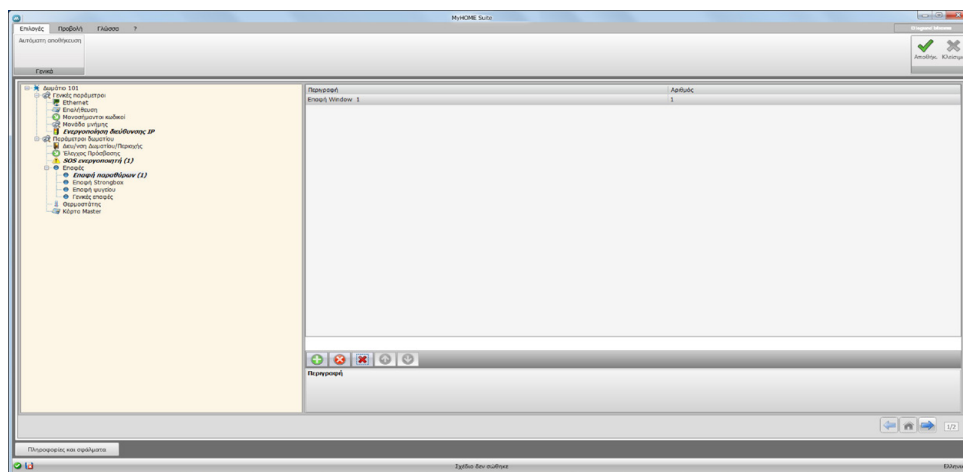 MyHOME Suite
Επιλογές Προβολή Γλώσσα ?
Αυτόματη αποθήκευση
Αποθήκ. Κλείσιμο
Γενικά
Δωμάτιο 101
Γενικές παράμετροι
Ethernet
Επαλήθευση
Μονοσήμαντοι κωδικοί
Μονάδα μνήμης
Ενεργοποίηση διεύθυνσης IP
Παράμετροι δωματίου
Διευ/νση Δωματίου/Περιοχής
Έλεγχος Πρόσβασης
SOS ενεργοποιητή (1)
Επαφές
Επαφή παραθύρων (1)
Επαφή Strongbox
Επαφή ψυγείου
Γενικές επαφές
Θερμοστάτης
Κάρτα Master
Περιγραφή Αριθμός
Επαφή Window 1 1
Περιγραφή
1/2
Πληροφορίες και σφάλματα
Σχέδιο δεν σώθηκε